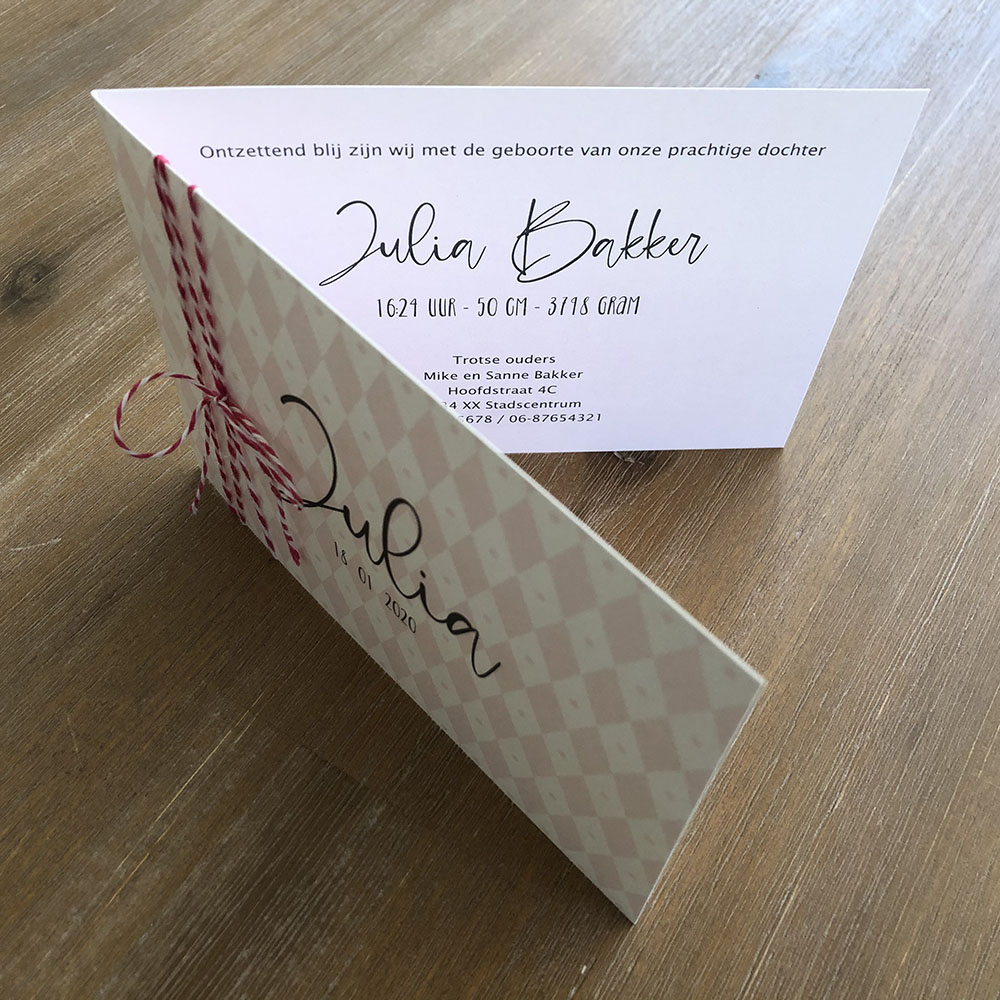 Ontzettend blij zijn wij met de geboorte van onze prachtige dochter
Julia Bakker
16:24 UUR - 50 CM - 3748 GRAM
Trotse ouders
Mike en Sanne Bakker
Hoofdstraat 4C
XX Stadscentrum
/ 06-87654321
Julia
18 01 2020